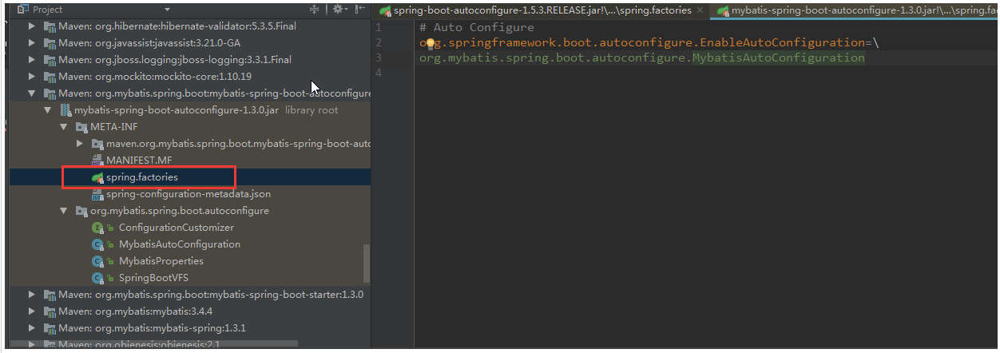 Project
spring-boot-autoconfigure-1.5.3.RELEASE.jar!\...\spring.factories
mybatis-spring-boot-autoconfigure-1.3.0.jar!\...\spring.fa
Maven: org.hibernate:hibernate-validator:5.3.5.Final
Maven: org.javassist:javassist:3.21.0-GA
Maven: org.jboss.logging:jboss-logging:3.3.1.Final
Maven: org.mockito:mockito-core:1.10.19
Maven: org.mybatis.spring.boot:mybatis-spring-boot-autoconfigure
mybatis-spring-boot-autoconfigure-1.3.0.jar library root
META-INF
maven.org.mybatis.spring.boot.mybatis-spring-boot-auto
MANIFEST.MF
spring.factories
spring-configuration-metadata.json
org.mybatis.spring.boot.autoconfigure
ConfigurationCustomizer
MybatisAutoConfiguration
MybatisProperties
SpringBootVFS
Maven: org.mybatis.spring.boot:mybatis-spring-boot-starter:1.3.0
Maven: org.mybatis:mybatis:3.4.4
Maven: org.mybatis:mybatis-spring:1.3.1
Maven: org.objenesis:objenesis:2.1
1 # Auto Configure
2 org.springframework.boot.autoconfigure.EnableAutoConfiguration=\
3 org.mybatis.spring.boot.autoconfigure.MybatisAutoConfiguration
4